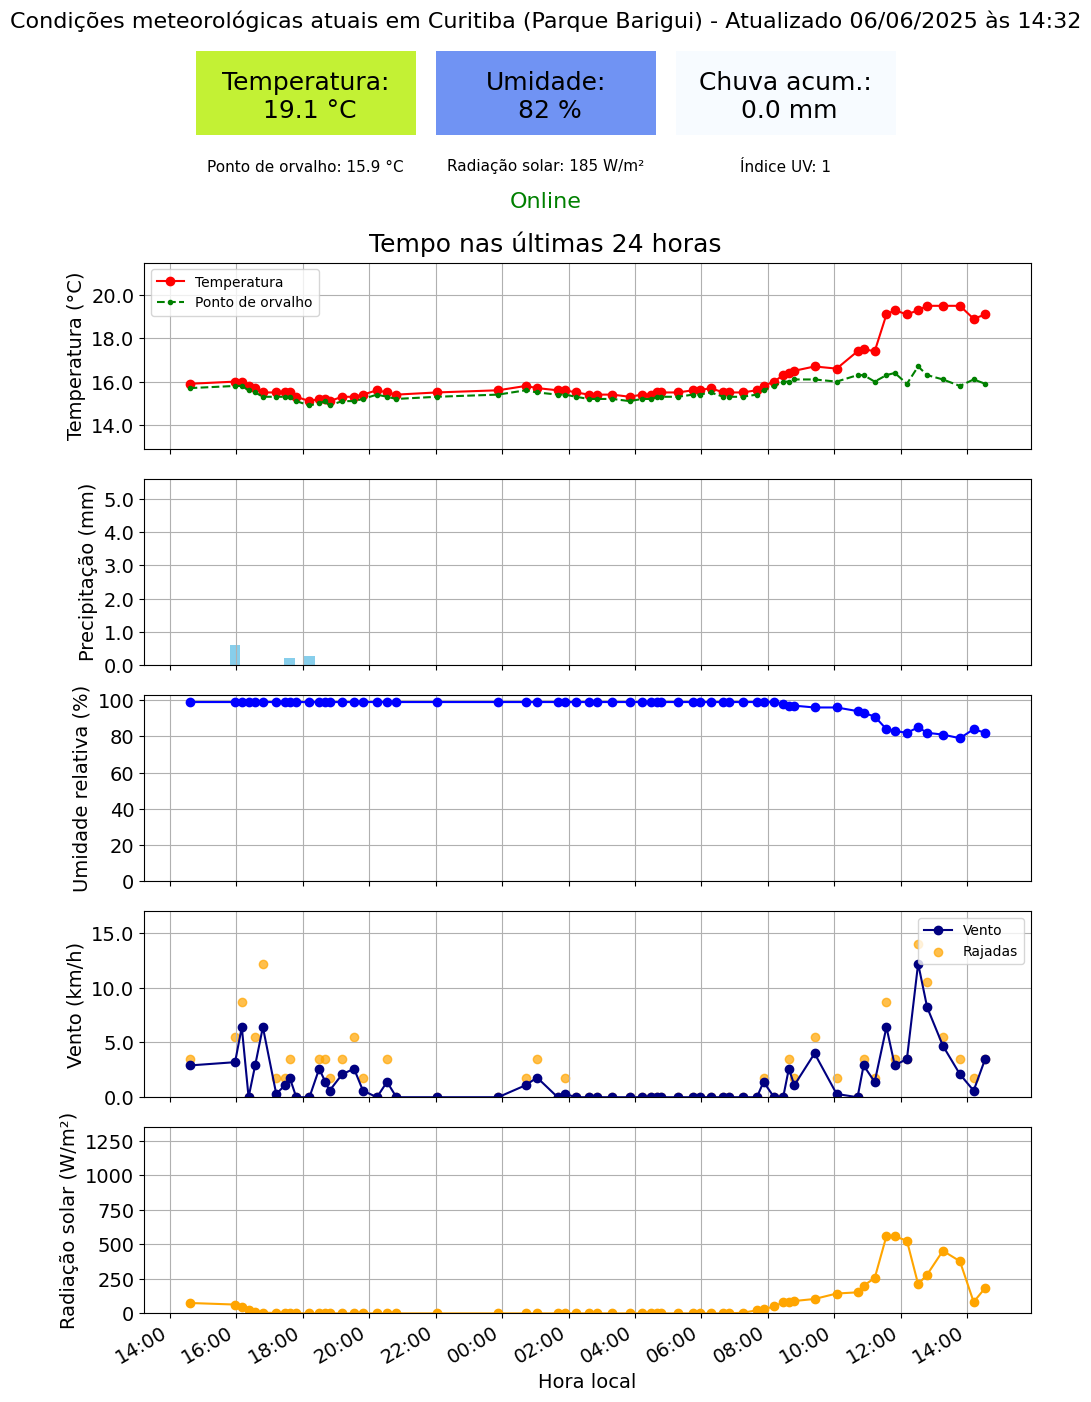 Condições meteorológicas atuais em Curitiba (Parque Barigui) - Atualizado 06/06/2025 às 14:32
Temperatura:
19.1 °C
Umidade:
82 %
Chuva acum.:
0.0 mm
Ponto de orvalho: 15.9 °C
Radiação solar: 185 W/m²
Índice UV: 1
Online
Tempo nas últimas 24 horas
Temperatura (°C)
20.0
18.0
16.0
14.0
Temperatura
Ponto de orvalho
Precipitação (mm)
5.0
4.0
3.0
2.0
1.0
0.0
Umidade relativa (%)
100
80
60
40
20
0
Vento (km/h)
15.0
10.0
5.0
0.0
Vento
Rajadas
Radiação solar (W/m²)
1250
1000
750
500
250
0
14:00 16:00 18:00 20:00 22:00 00:00 02:00 04:00 06:00 08:00 10:00 12:00 14:00
Hora local